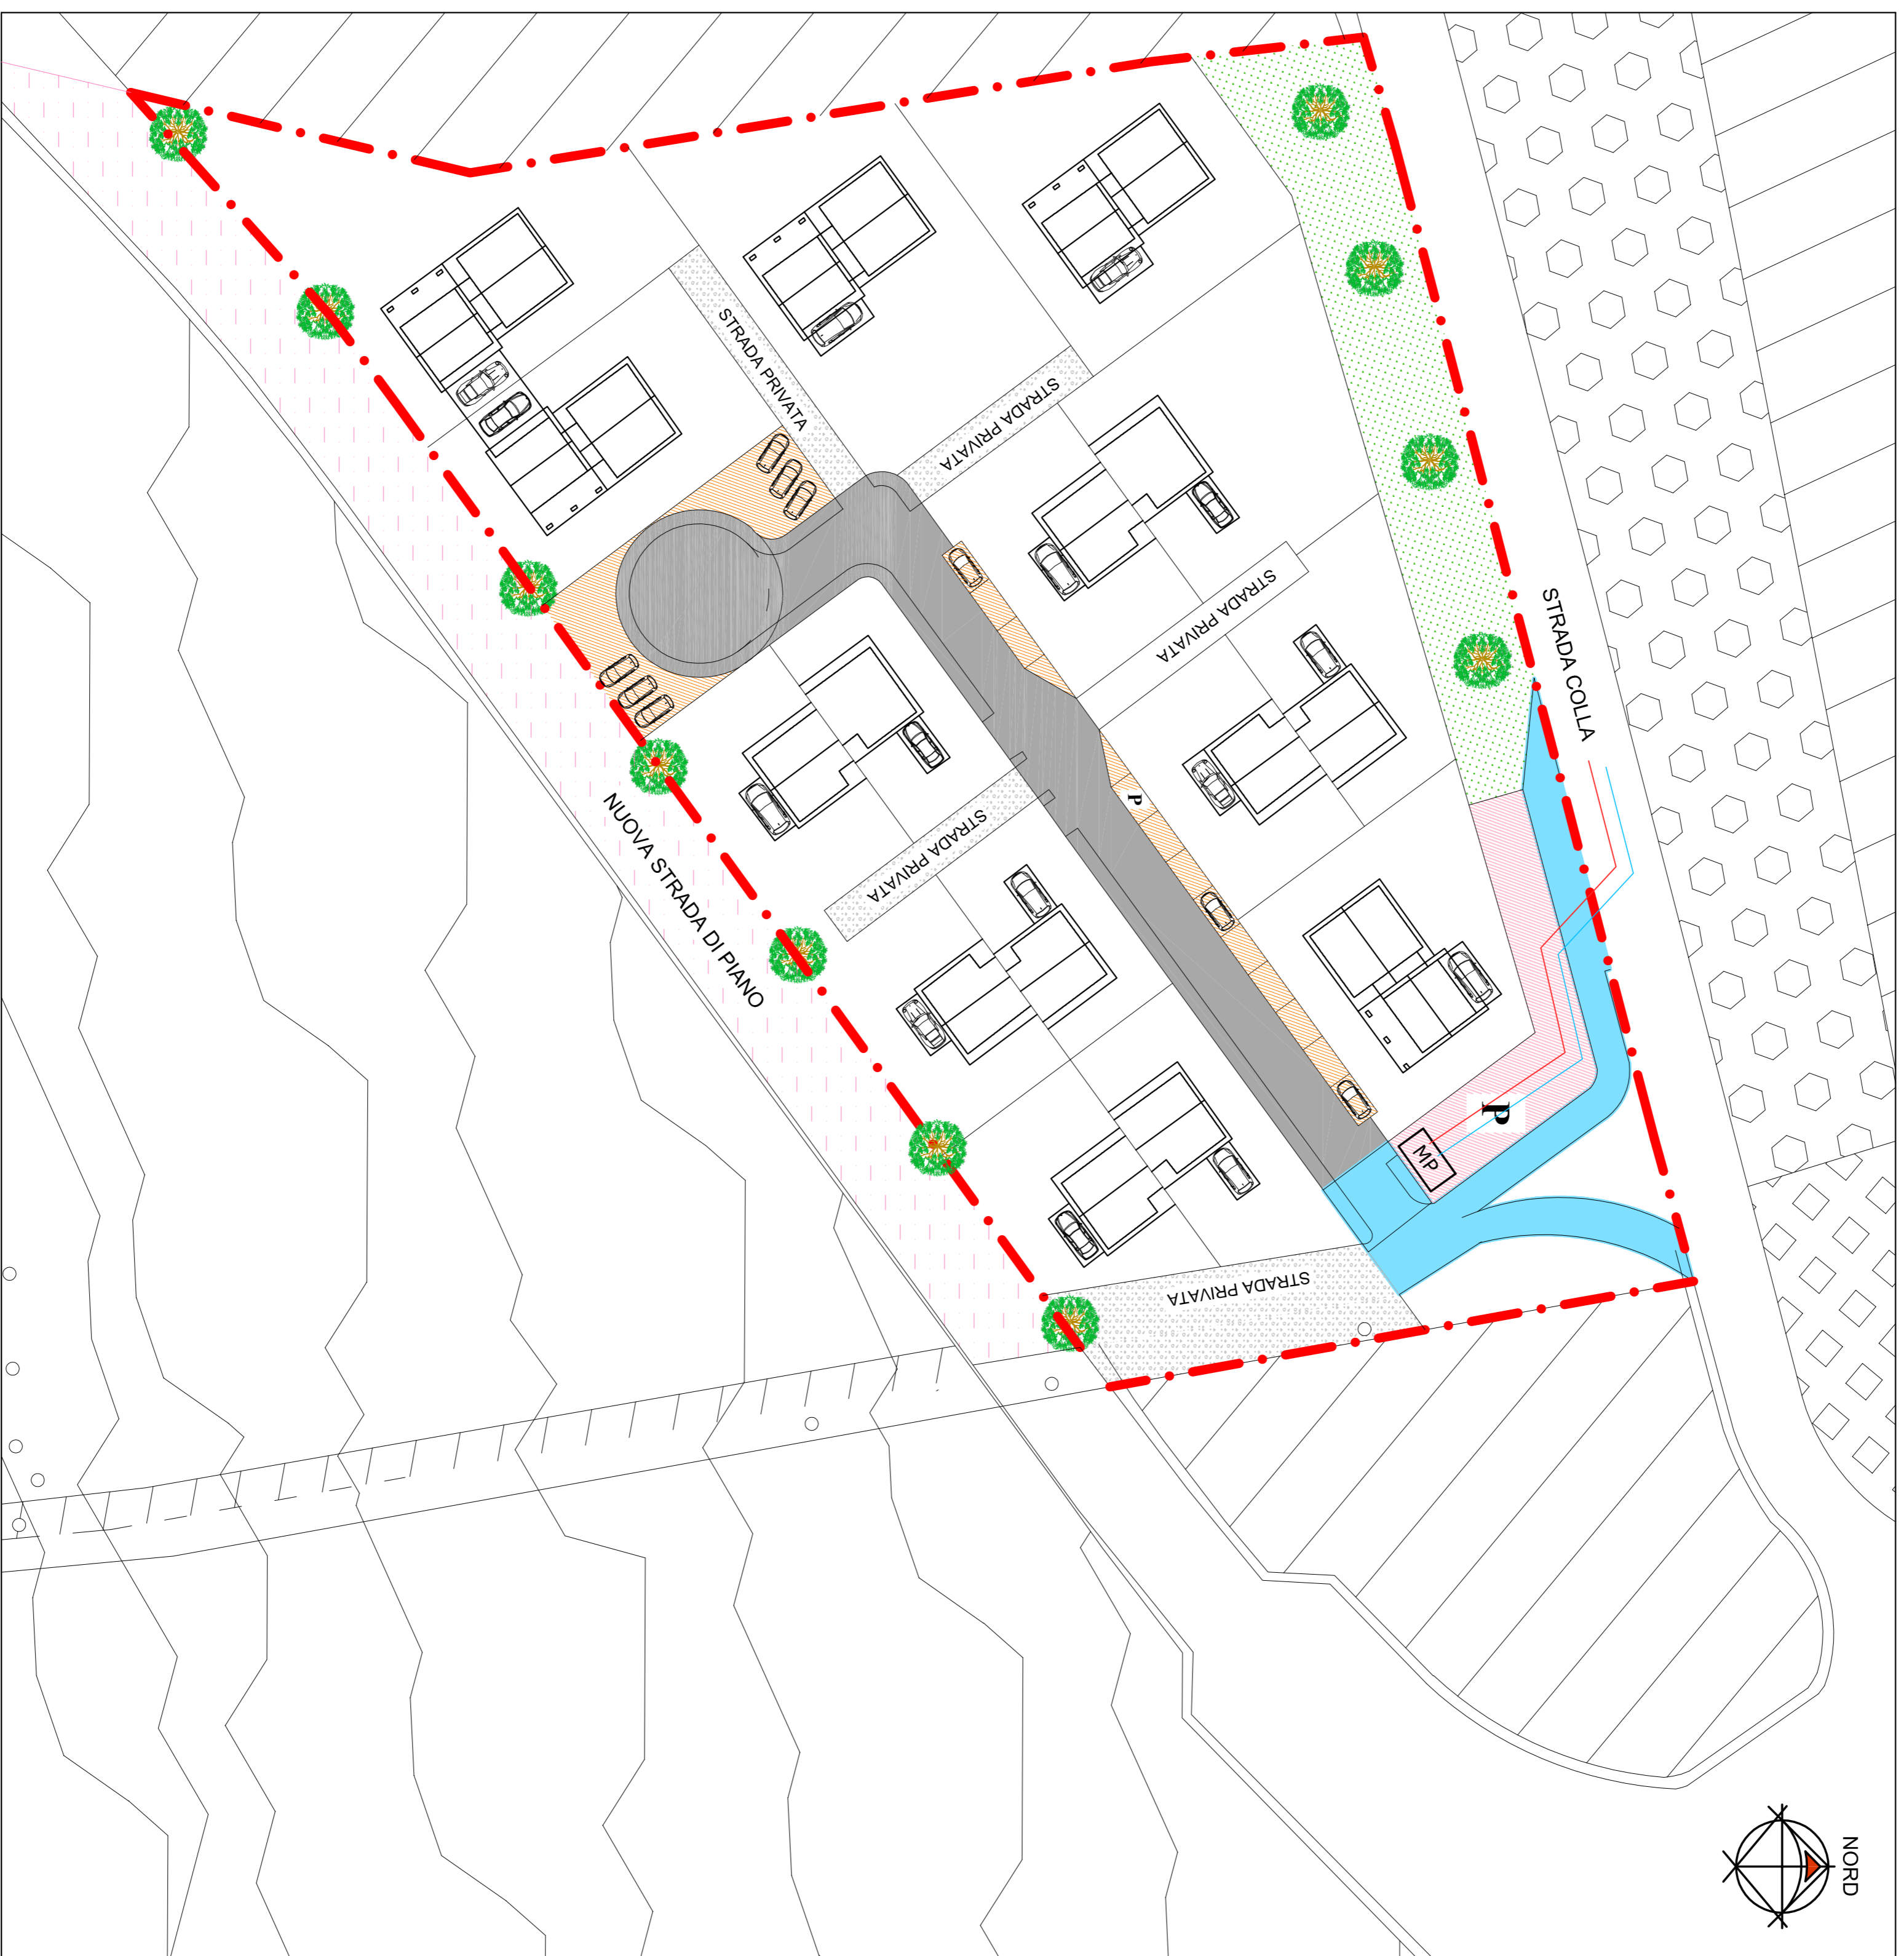 STRADA COLLA
STRADA PRIVATA
STRADA PRIVATA
STRADA PRIVATA
P
STRADA PRIVATA
NUOVA STRADA DI PIANO
P
MP
STRADA PRIVATA
NORD